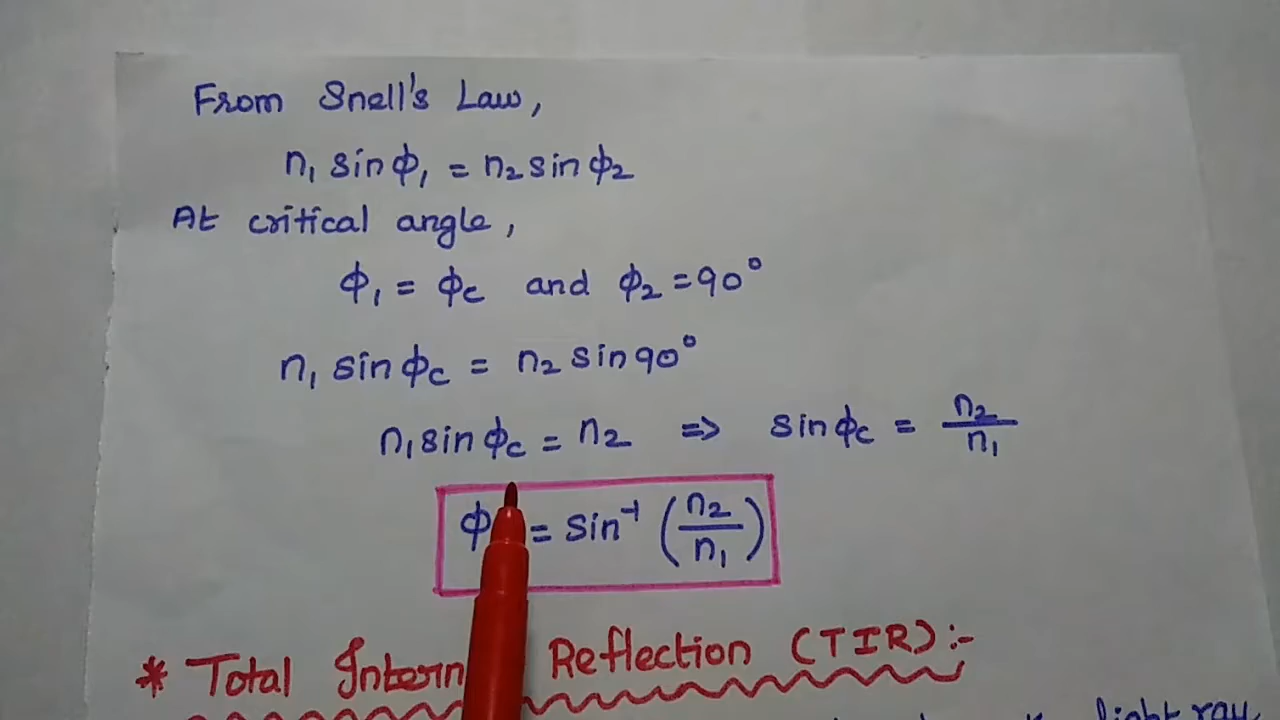 From Snell's Law,
n₁ sin ϕ₁ = n₂ sin ϕ₂
At critical angle,
ϕ₁ = ϕc and ϕ₂ = 90°
n₁ sin ϕc = n₂ sin 90°
n₁ sin ϕc = n₂ ⇒ sin ϕc = n₂/n₁
ϕ = sin⁻¹ (n₂/n₁)
* Total Intern Reflection (TIR):-
light ray